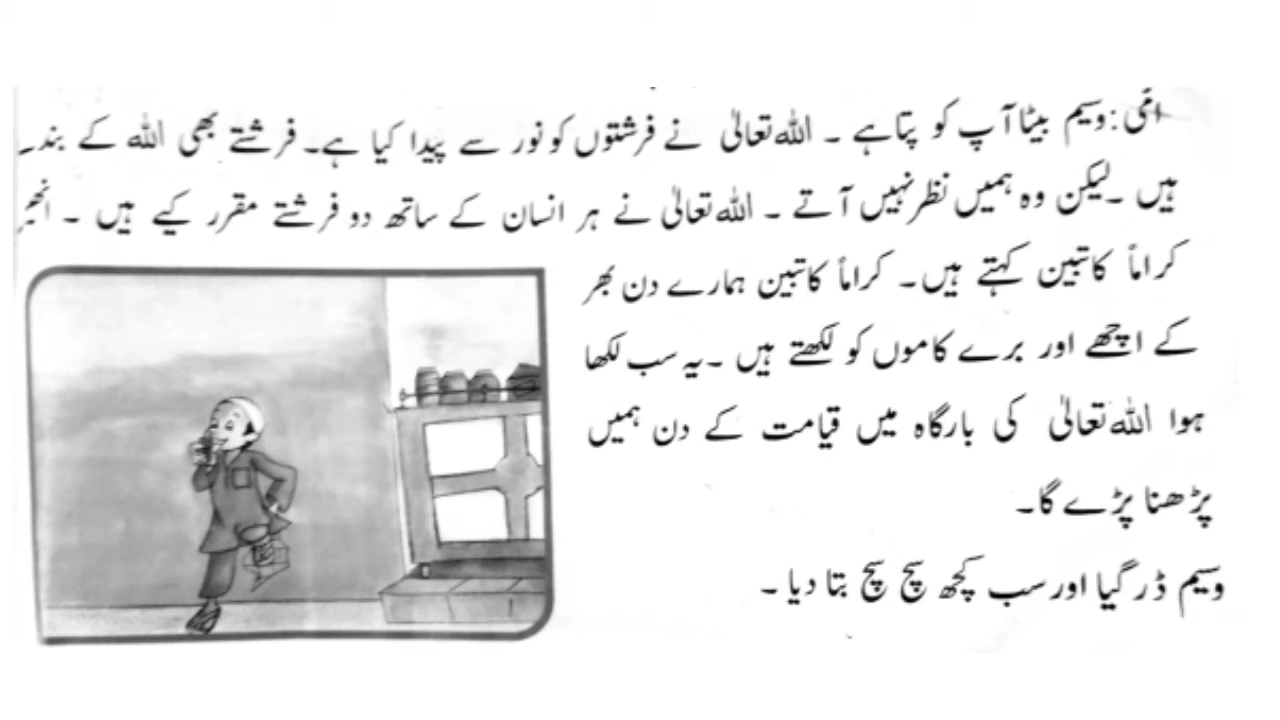 امّی: وسیم بیٹا آپ کو پتا ہے ۔ اللہ تعالیٰ نے فرشتوں کو نور سے پیدا کیا ہے۔ فرشتے بھی اللہ کے
ہیں ۔ لیکن وہ ہمیں نظر نہیں آتے ۔ اللہ تعالیٰ نے ہر انسان کے ساتھ دو فرشتے مقرر کیے ہیں ۔
کراماً کاتبین کہتے ہیں۔ کراماً کاتبین ہمارے دن بھر
کے اچھے اور برے کاموں کو لکھتے ہیں ۔ یہ سب لکھا
ہوا اللہ تعالیٰ کی بارگاہ میں قیامت کے دن ہمیں
پڑھنا پڑے گا۔
وسیم ڈر گیا اور سب کچھ سچ سچ بتا دیا ۔